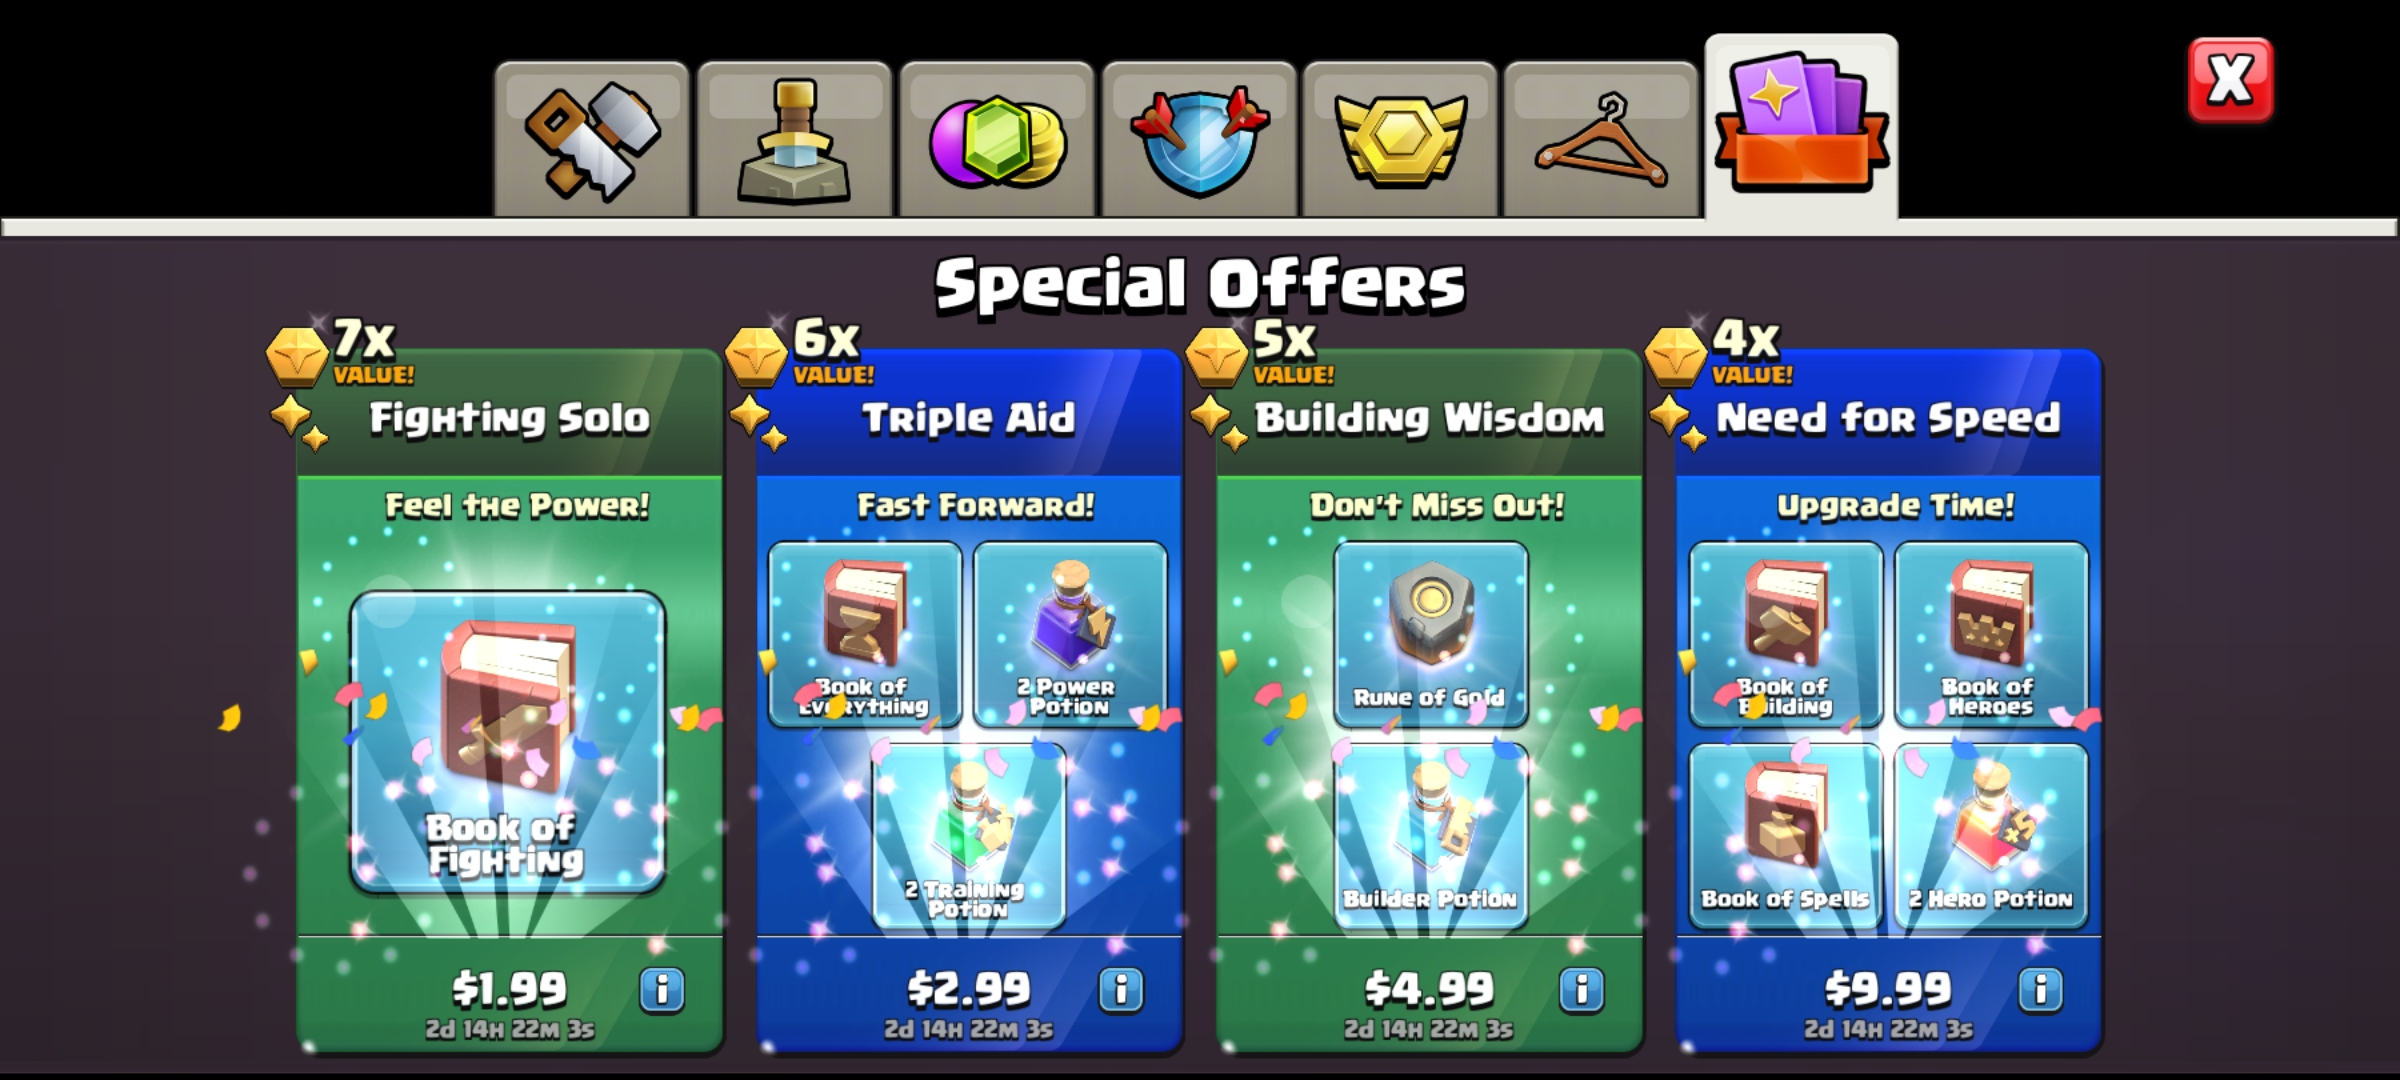 X
Special Offers
7x
VALUE!
Fighting Solo
Feel the Power!
Book of
Fighting
$1.99
i
2d 14H 22M 3s
6x
VALUE!
Triple Aid
Fast Forward!
Book of
Everything
2 Power
Potion
2 Training
Potion
$2.99
i
2d 14H 22M 3s
5x
VALUE!
Building Wisdom
Don't Miss Out!
Rune of Gold
Builder Potion
$4.99
i
2d 14H 22M 3s
4x
VALUE!
Need for Speed
Upgrade Time!
Book of
Building
Book of
Heroes
Book of Spells
+5
2 Hero Potion
$9.99
i
2d 14H 22M 3s